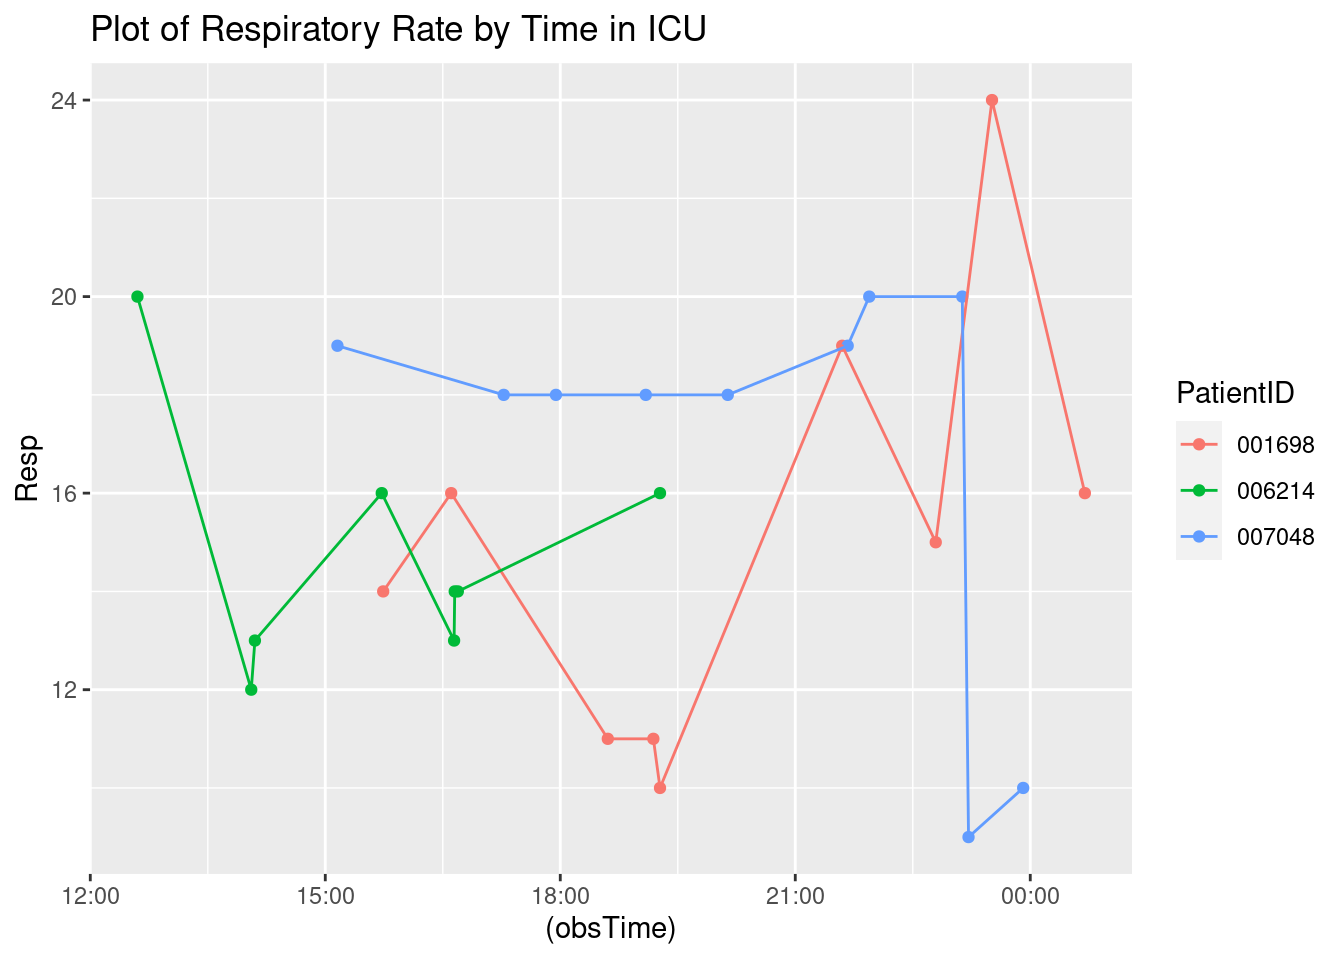 Plot of Respiratory Rate by Time in ICU
24
20
16
12
Resp
12:00 15:00 18:00 21:00 00:00
(obsTime)
PatientID
001698
006214
007048